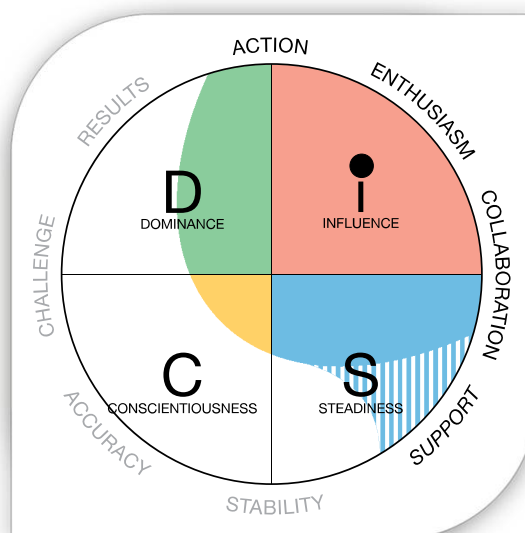 ACTION
ENTHUSIASM
RESULTS
D
DOMINANCE
i
INFLUENCE
COLLABORATION
CHALLENGE
C
CONSCIENTIOUSNESS
S
STEADINESS
SUPPORT
ACCURACY
STABILITY